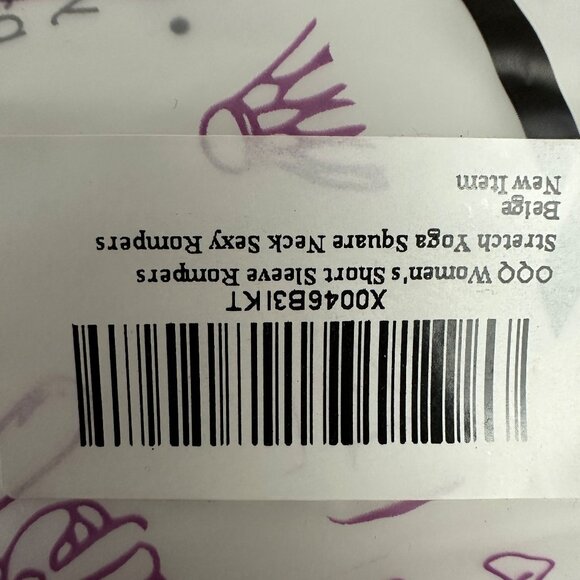 X0046B3IKT
OQQ Women's Short Sleeve Rompers
Stretch Yoga Square Neck Sexy Rompers
Beige
New Item